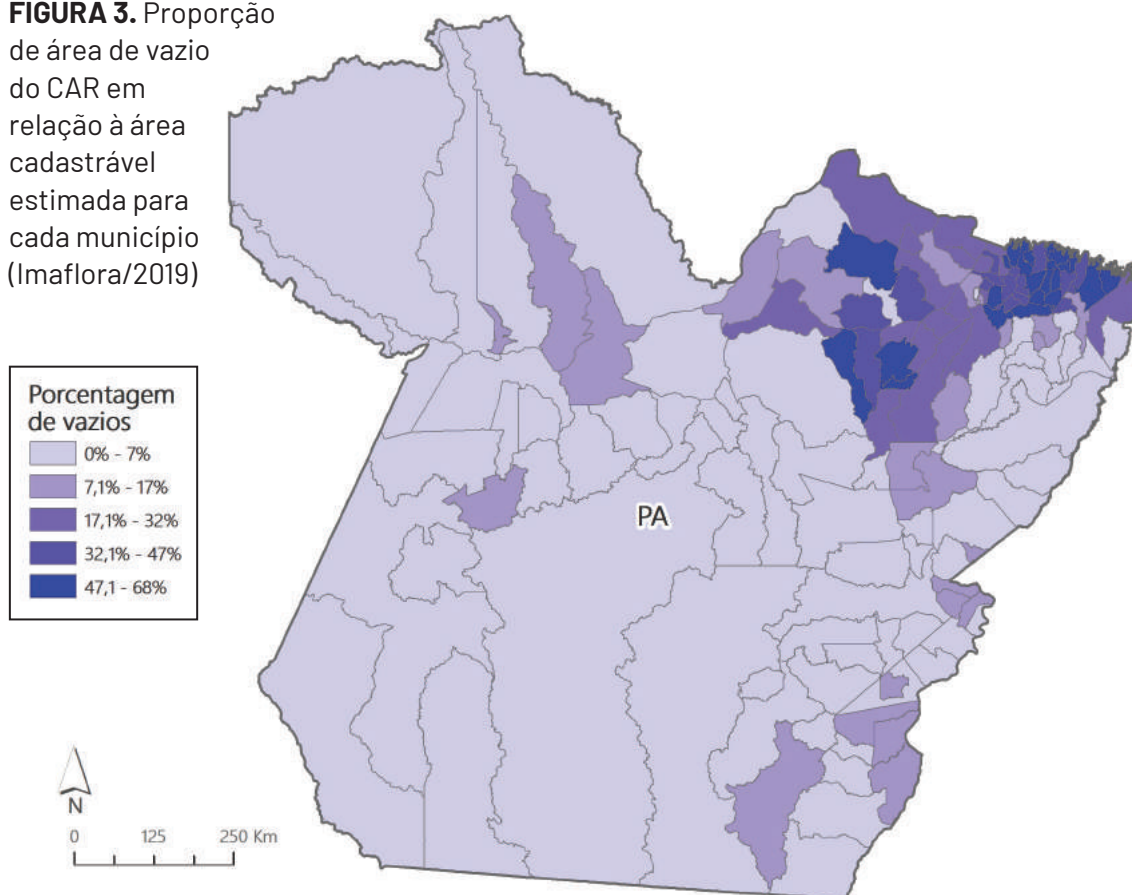 FIGURA 3. Proporção
de área de vazio
do CAR em
relação à área
cadastrável
estimada para
cada município
(Imaflora/2019)
Porcentagem
de vazios
0% - 7%
7,1% - 17%
17,1% - 32%
32,1% - 47%
47,1 - 68%
PA
N
0 125 250 Km